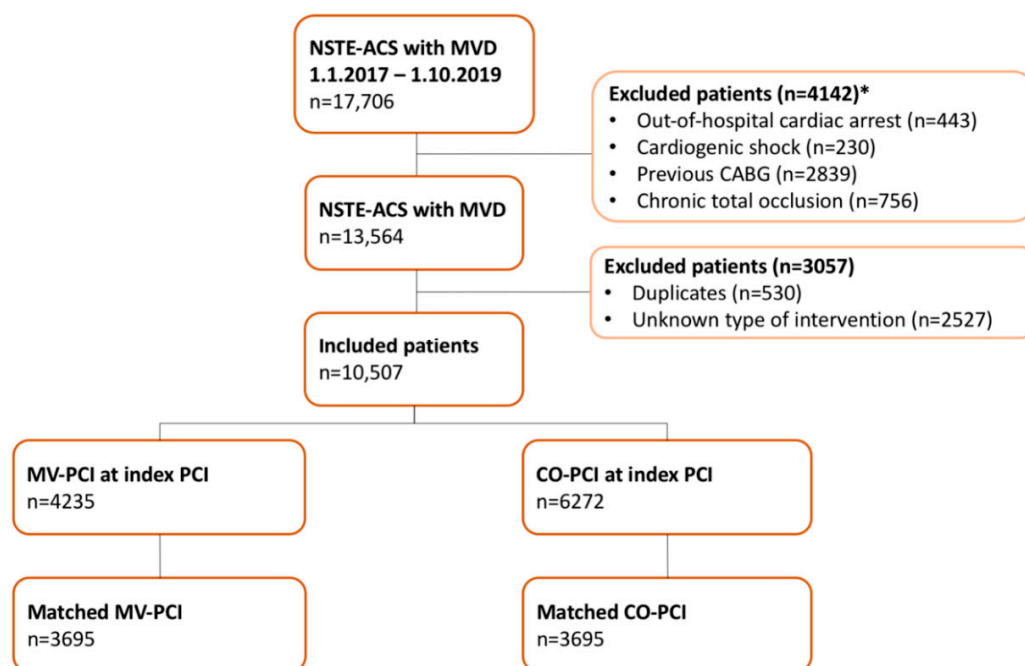 NSTE-ACS with MVD
1.1.2017 – 1.10.2019
n=17,706
Excluded patients (n=4142)*
• Out-of-hospital cardiac arrest (n=443)
• Cardiogenic shock (n=230)
• Previous CABG (n=2839)
• Chronic total occlusion (n=756)
NSTE-ACS with MVD
n=13,564
Excluded patients (n=3057)
• Duplicates (n=530)
• Unknown type of intervention (n=2527)
Included patients
n=10,507
MV-PCI at index PCI
n=4235
CO-PCI at index PCI
n=6272
Matched MV-PCI
n=3695
Matched CO-PCI
n=3695